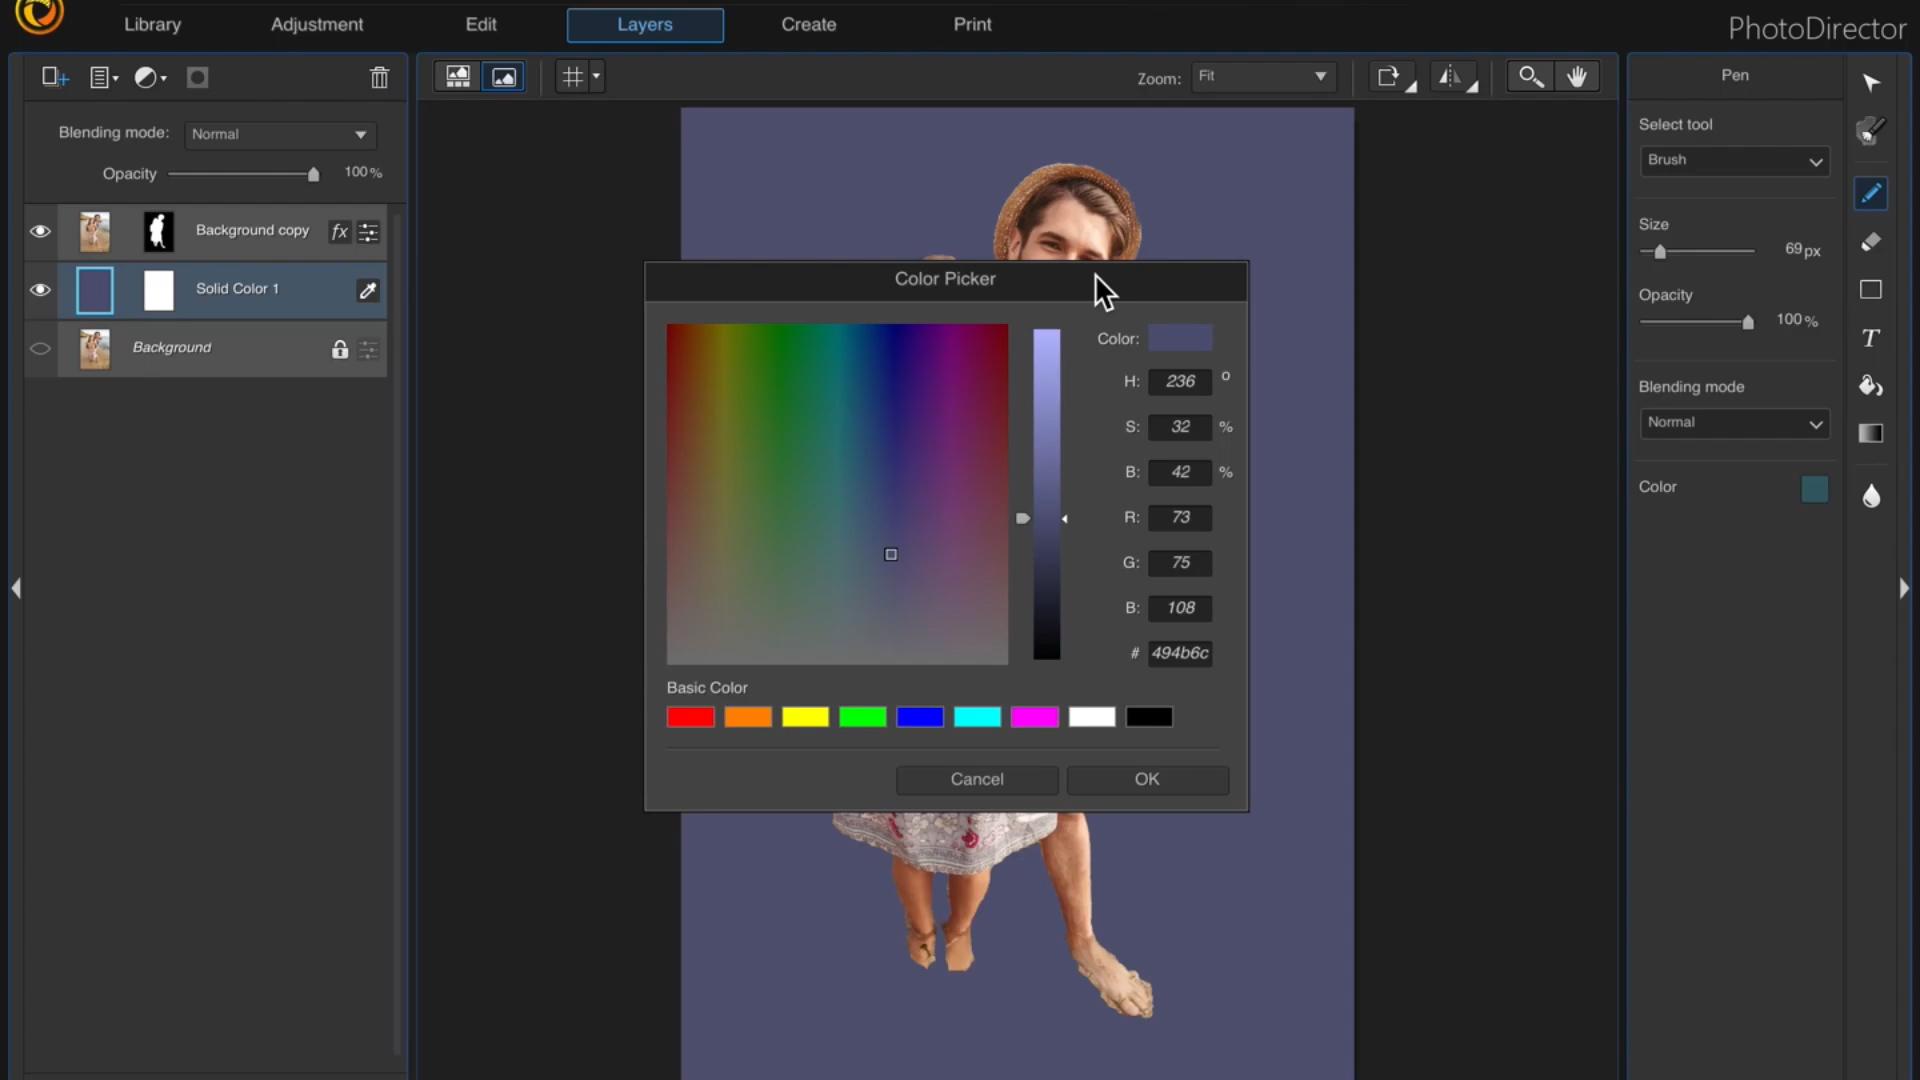 Library Adjustment Edit Layers Create Print PhotoDirector
Zoom: Fit
Blending mode: Normal
Opacity 100%
Background copy fx
Solid Color 1
Background
Color Picker
Color:
H: 236 °
S: 32 %
B: 42 %
R: 73
G: 75
B: 108
# 494b6c
Basic Color
Cancel OK
Pen
Select tool
Brush
Size
69px
Opacity
100%
Blending mode
Normal
Color
T